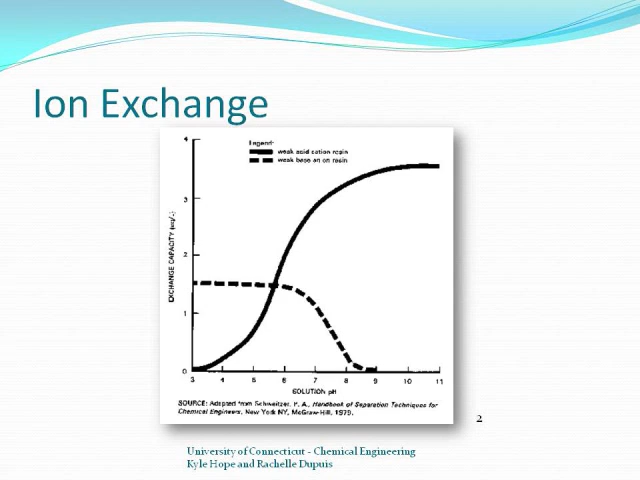 Ion Exchange
Legend:
weak acid cation resin
weak base an on resin
4
3
2
1
EXCHANGE CAPACITY (eq/L)
3 4 5 6 7 8 9 10 11
SOLUTION pH
SOURCE: Adapted from Schweitzer, P. A., Handbook of Separation Techniques for
Chemical Engineers, New York NY, McGraw-Hill, 1979.
2
University of Connecticut - Chemical Engineering
Kyle Hope and Rachelle Dupuis